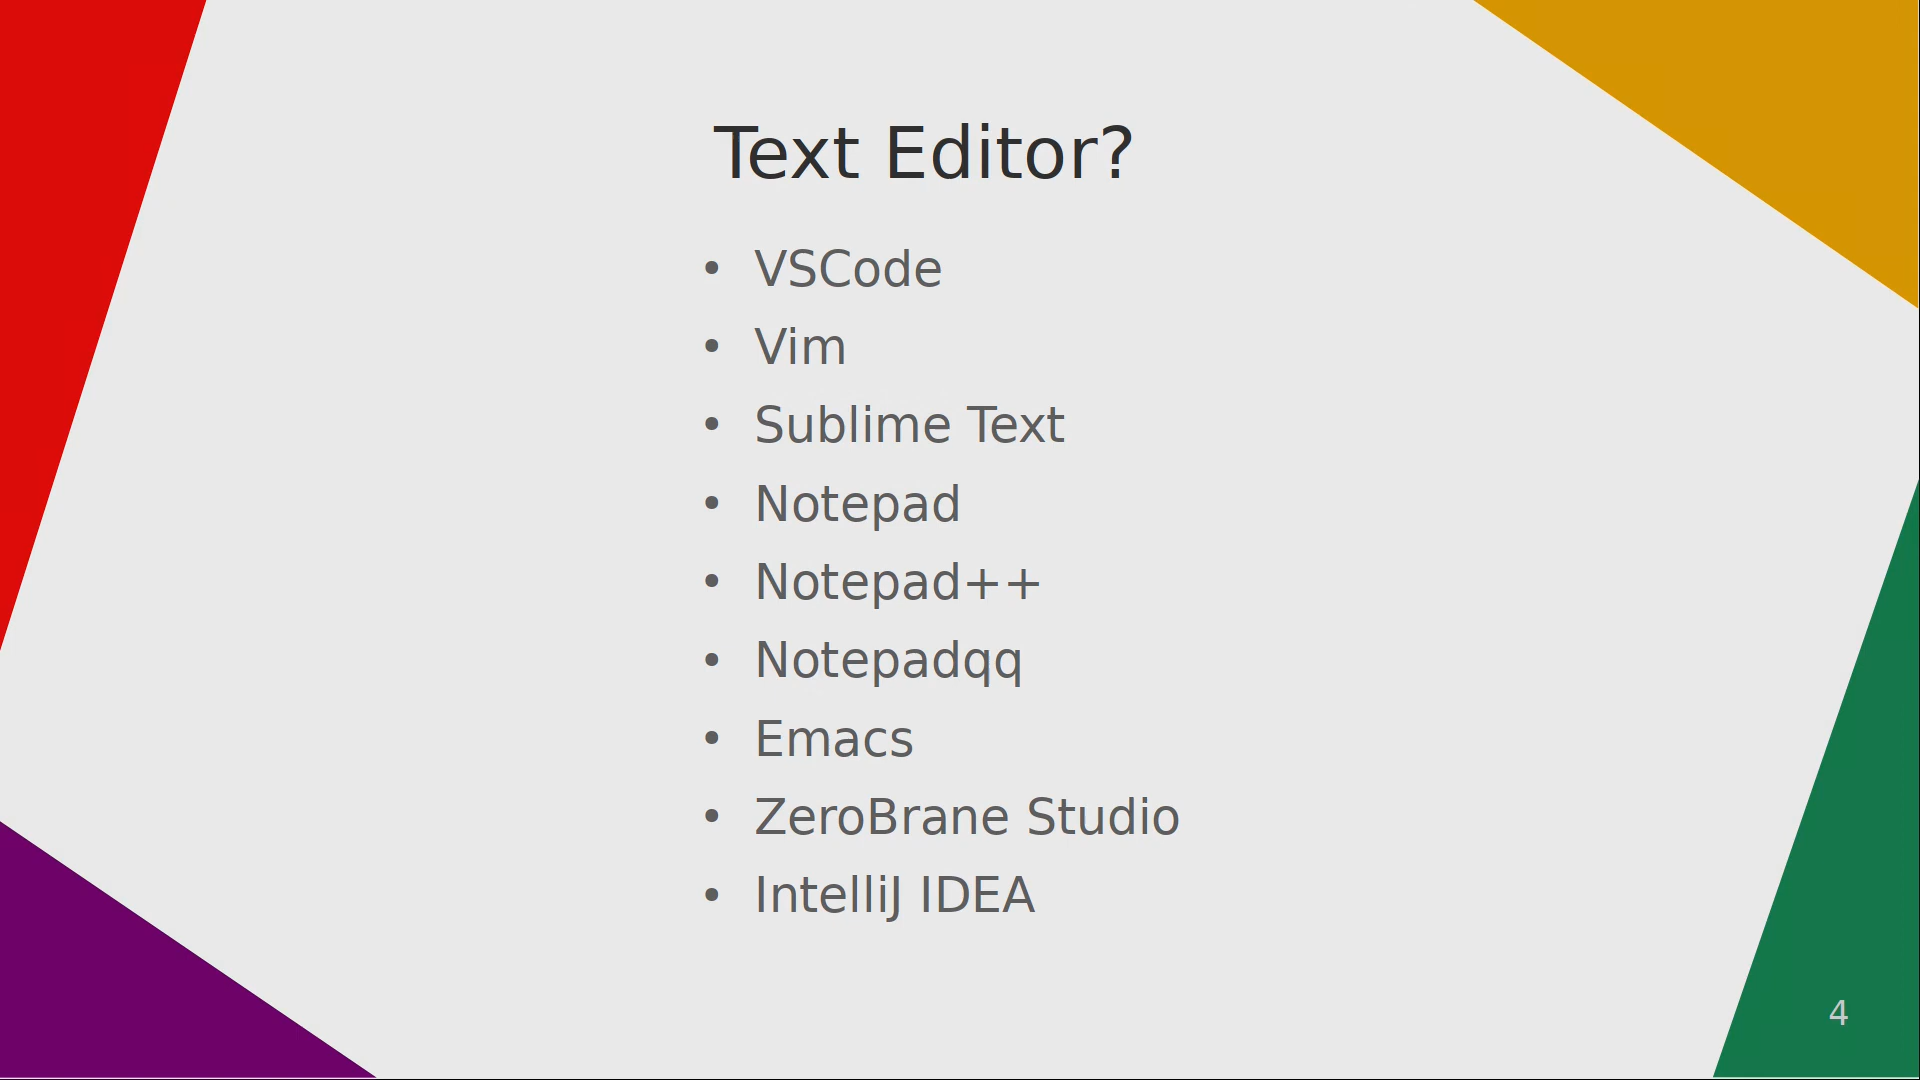 Text Editor?
• VSCode
• Vim
• Sublime Text
• Notepad
• Notepad++
• Notepadqq
• Emacs
• ZeroBrane Studio
• IntelliJ IDEA
4